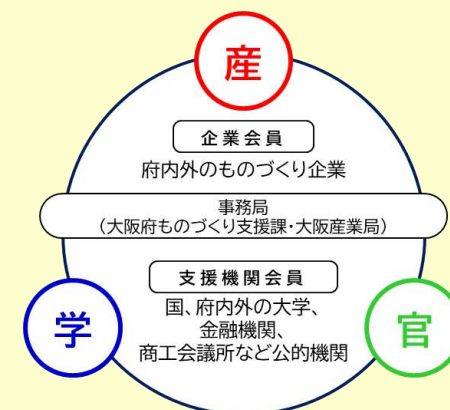 産
企業会員
府内外のものづくり企業
事務局
（大阪府ものづくり支援課・大阪産業局）
支援機関会員
国、府内外の大学、
金融機関、
商工会議所など公的機関
学
官